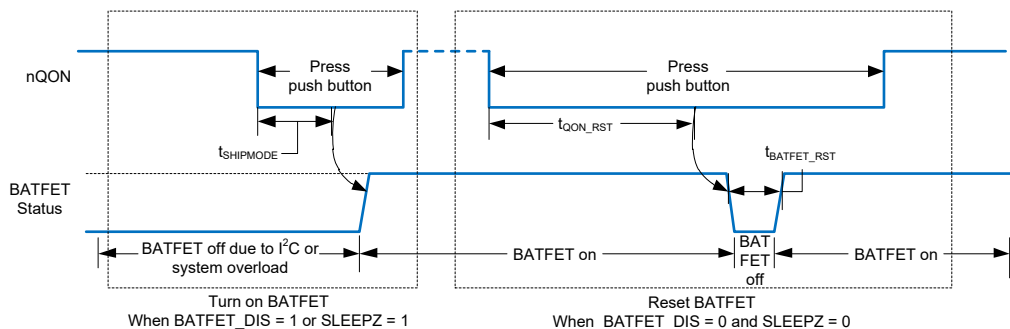 nQON
Press
push button
Press
push button
tSHIPMODE
tQON_RST
tBATFET_RST
BATFET
Status
BATFET off due to I²C or
system overload
BATFET on
BAT
FET
off
BATFET on
Turn on BATFET
When BATFET_DIS = 1 or SLEEPZ = 1
Reset BATFET
When BATFET_DIS = 0 and SLEEPZ = 0